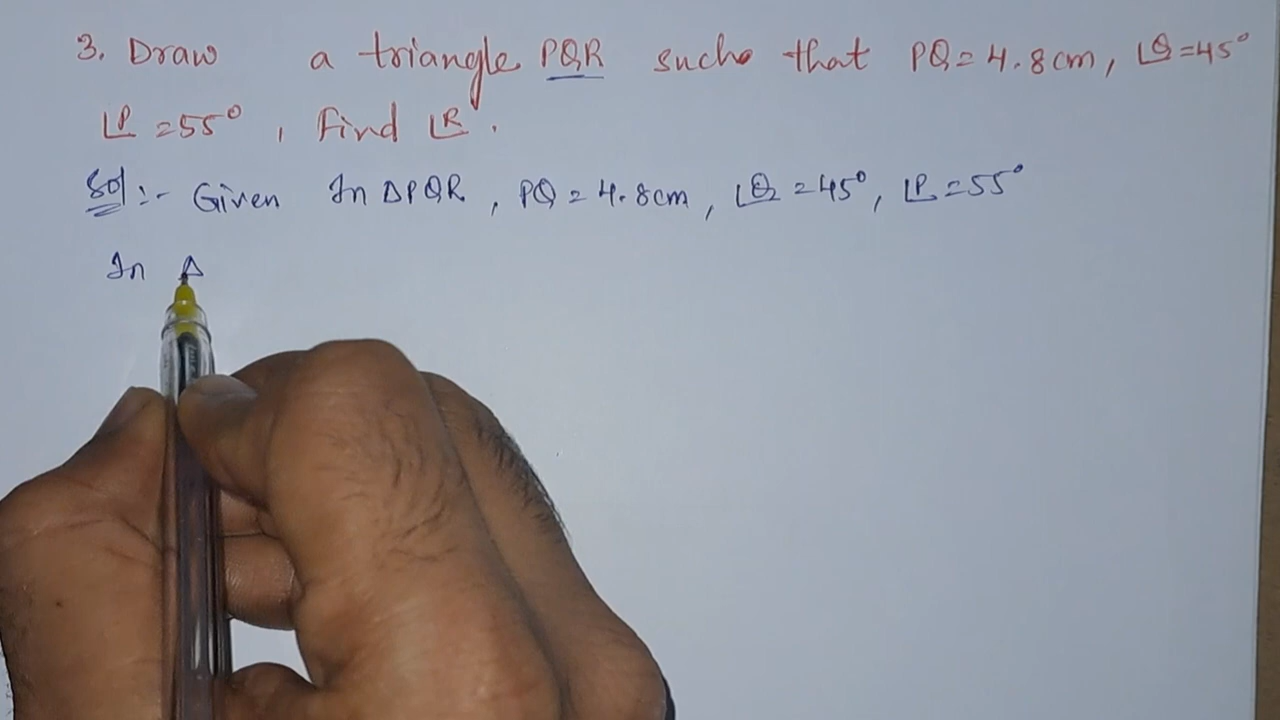 3. Draw a triangle PQR such that PQ = 4.8cm, ∠Q = 45°
∠P = 55°, Find ∠R.
Sol:- Given In ΔPQR, PQ = 4.8cm, ∠Q = 45°, ∠P = 55°
In Δ